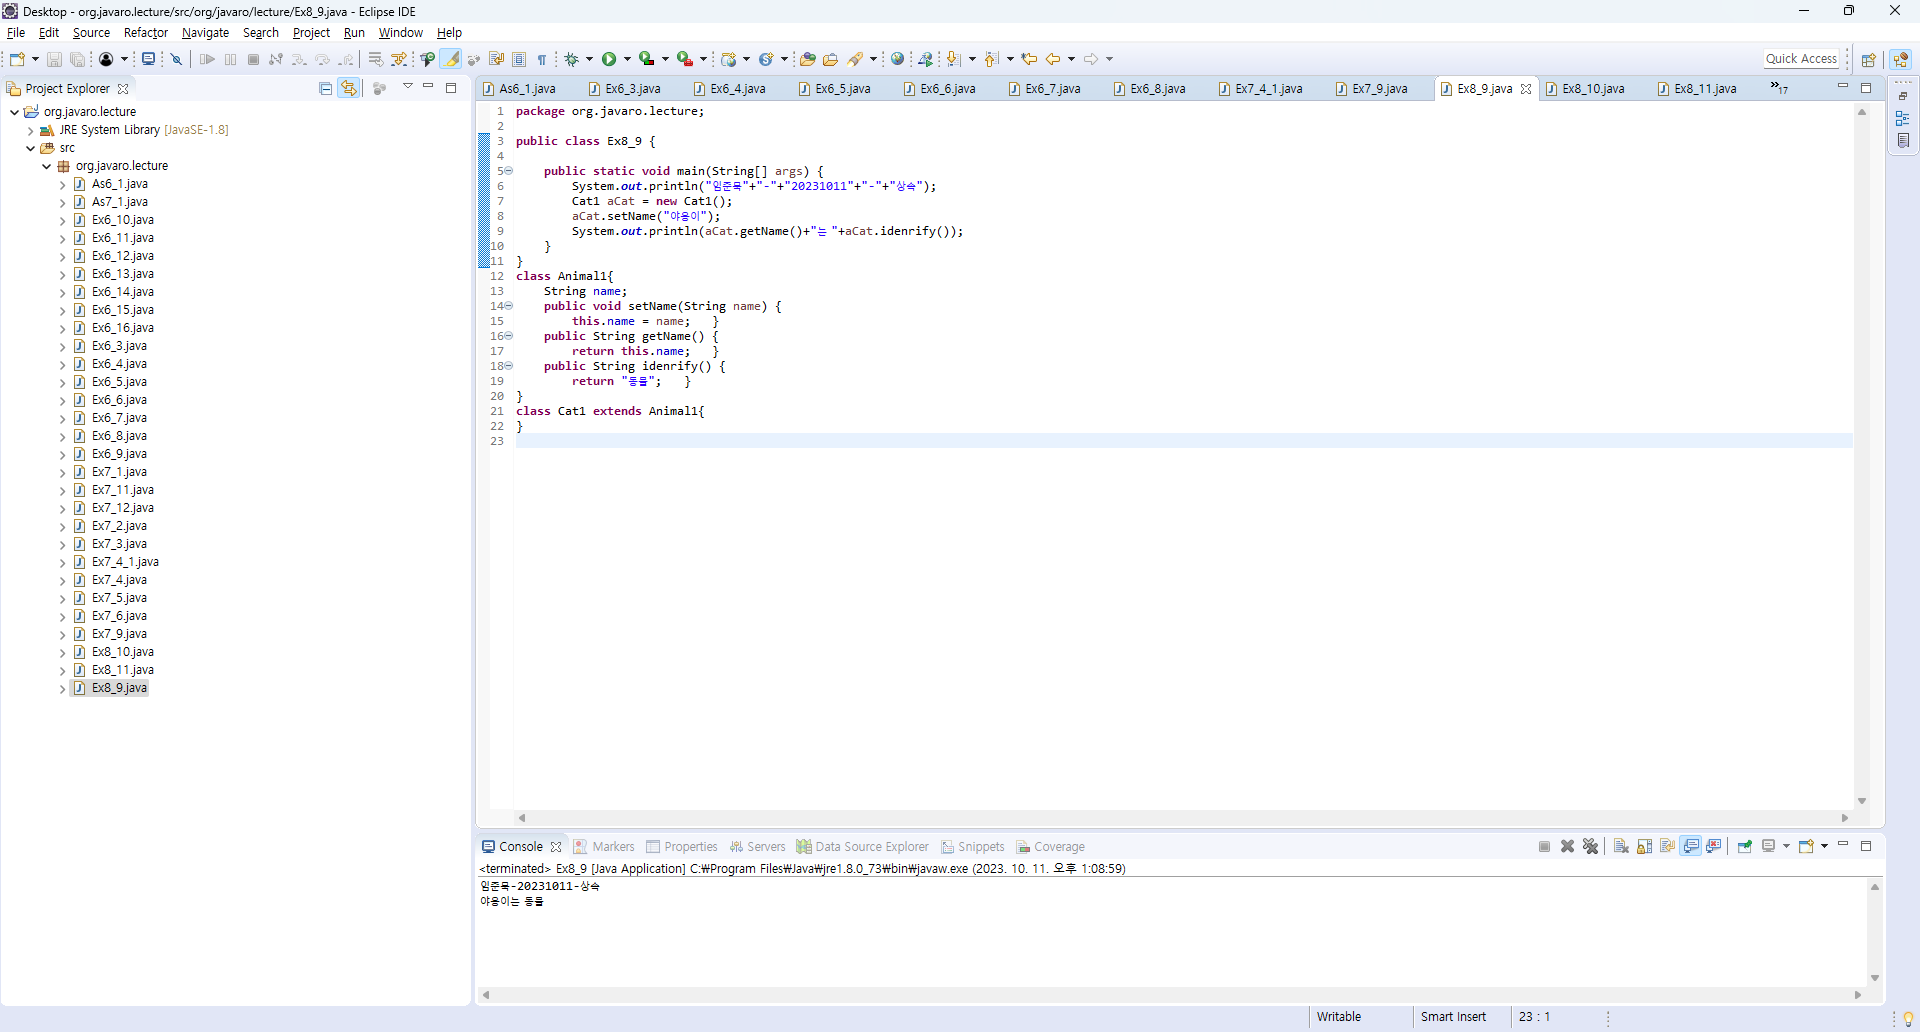 Desktop - org.javaro.lecture/src/org/javaro/lecture/Ex8_9.java - Eclipse IDE
File Edit Source Refactor Navigate Search Project Run Window Help
Quick Access
Project Explorer
org.javaro.lecture
JRE System Library [JavaSE-1.8]
src
org.javaro.lecture
As6_1.java
As7_1.java
Ex6_10.java
Ex6_11.java
Ex6_12.java
Ex6_13.java
Ex6_14.java
Ex6_15.java
Ex6_16.java
Ex6_3.java
Ex6_4.java
Ex6_5.java
Ex6_6.java
Ex6_7.java
Ex6_8.java
Ex6_9.java
Ex7_1.java
Ex7_11.java
Ex7_12.java
Ex7_2.java
Ex7_3.java
Ex7_4_1.java
Ex7_4.java
Ex7_5.java
Ex7_6.java
Ex7_9.java
Ex8_10.java
Ex8_11.java
Ex8_9.java
As6_1.java Ex6_3.java Ex6_4.java Ex6_5.java Ex6_6.java Ex6_7.java Ex6_8.java Ex7_4_1.java Ex7_9.java Ex8_9.java Ex8_10.java Ex8_11.java »17
1 package org.javaro.lecture;
2
3 public class Ex8_9 {
4
5 public static void main(String[] args) {
6 System.out.println("임준묵"+"-"+"20231011"+"-"+"상속");
7 Cat1 aCat = new Cat1();
8 aCat.setName("야옹이");
9 System.out.println(aCat.getName()+"는 "+aCat.idenrify());
10 }
11 }
12 class Animal1{
13 String name;
14 public void setName(String name) {
15 this.name = name; }
16 public String getName() {
17 return this.name; }
18 public String idenrify() {
19 return "동물"; }
20 }
21 class Cat1 extends Animal1{
22 }
23
Console Markers Properties Servers Data Source Explorer Snippets Coverage
<terminated> Ex8_9 [Java Application] C:₩Program Files₩Java₩jre1.8.0_73₩bin₩javaw.exe (2023. 10. 11. 오후 1:08:59)
임준묵-20231011-상속
야옹이는 동물
Writable Smart Insert 23 : 1